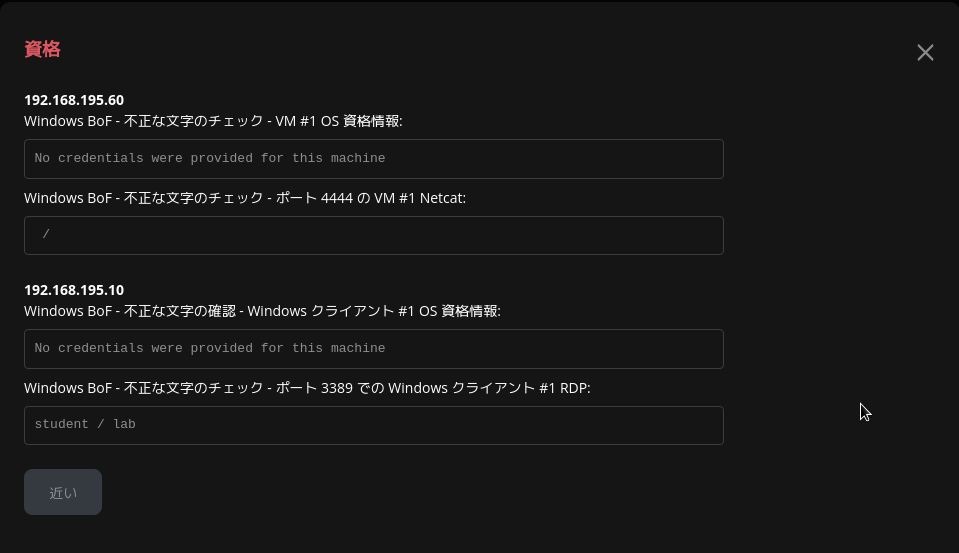 資格
192.168.195.60
Windows BoF - 不正な文字のチェック - VM #1 OS 資格情報:
No credentials were provided for this machine
Windows BoF - 不正な文字のチェック - ポート 4444 の VM #1 Netcat:
/
192.168.195.10
Windows BoF - 不正な文字の確認 - Windows クライアント #1 OS 資格情報:
No credentials were provided for this machine
Windows BoF - 不正な文字のチェック - ポート 3389 での Windows クライアント #1 RDP:
student / lab
近い